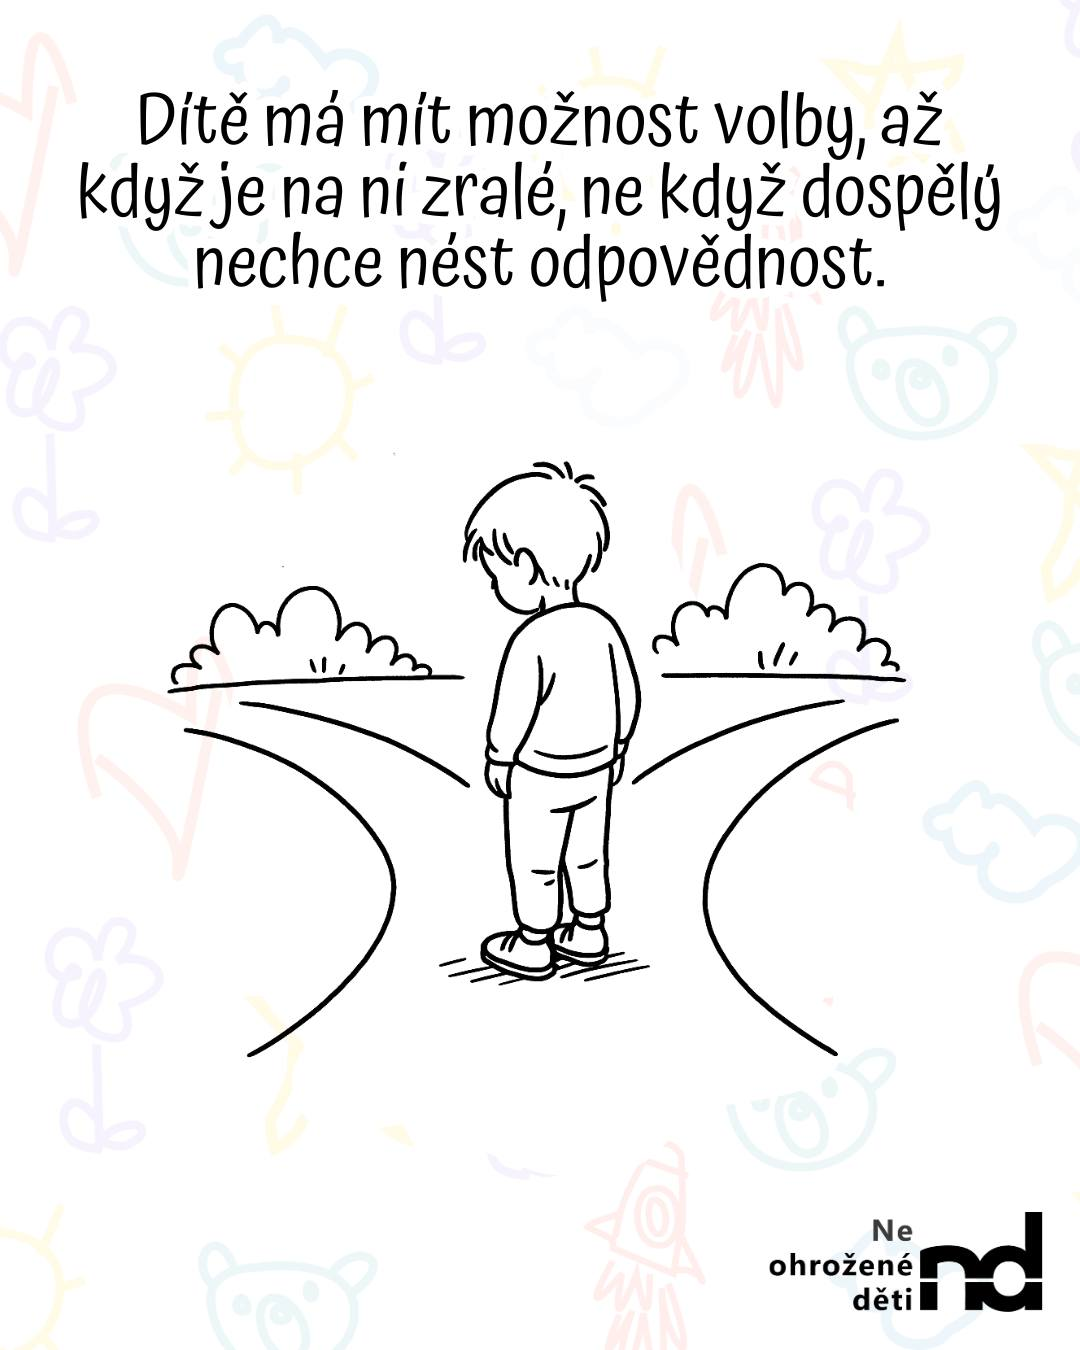 Dítě má mít možnost volby, až
když je na ni zralé, ne když dospělý
nechce nést odpovědnost.
Ne
ohrožené
děti
nd